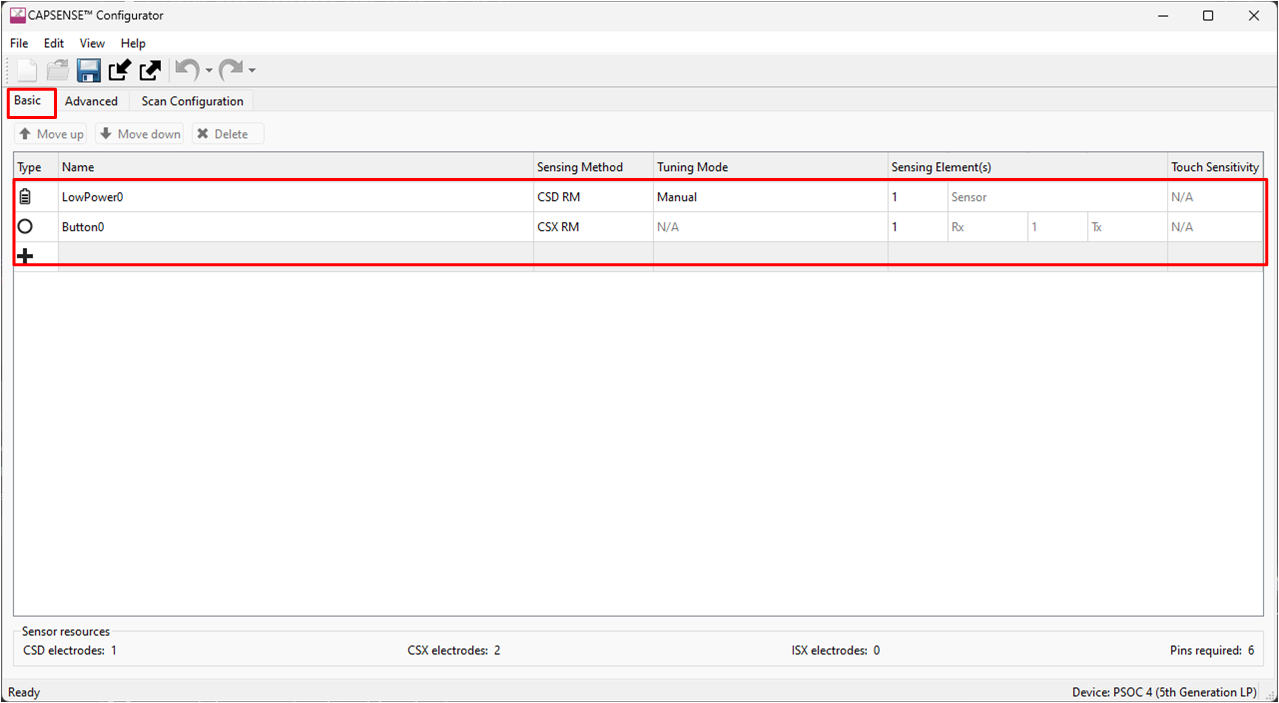 CAPSENSE™ Configurator
File Edit View Help
Basic Advanced Scan Configuration
Move up Move down Delete
Type Name Sensing Method Tuning Mode Sensing Element(s) Touch Sensitivity
LowPower0 CSD RM Manual 1 Sensor N/A
Button0 CSX RM N/A 1 Rx 1 Tx N/A
Sensor resources
CSD electrodes: 1 CSX electrodes: 2 ISX electrodes: 0 Pins required: 6
Ready Device: PSOC 4 (5th Generation LP)